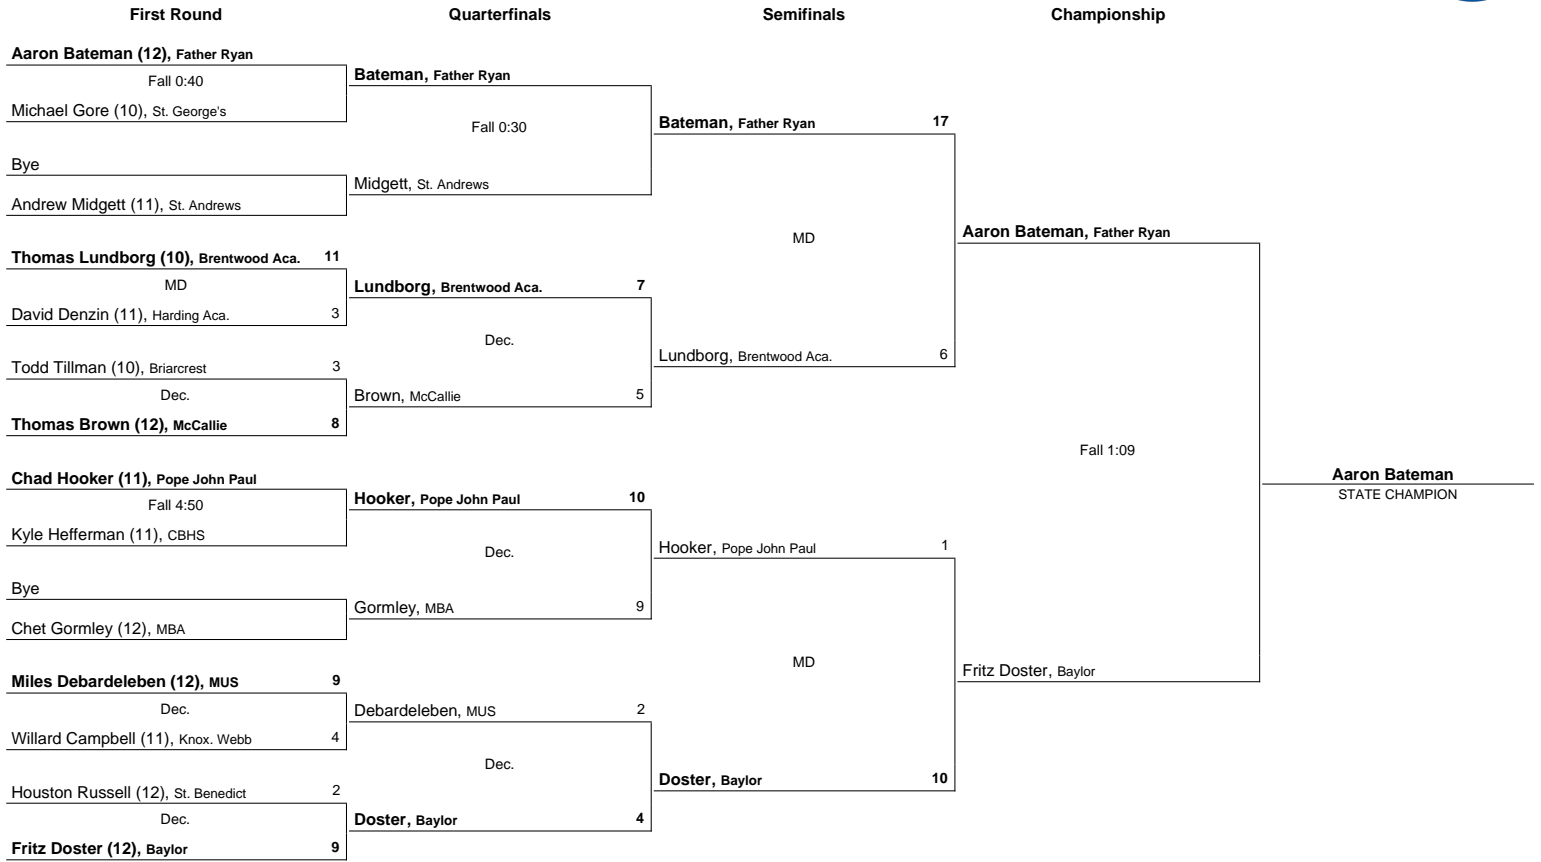 First Round Quarterfinals Semifinals Championship
Aaron Bateman (12), Father Ryan
Fall 0:40
Michael Gore (10), St. George's
Bye
Andrew Midgett (11), St. Andrews
Thomas Lundborg (10), Brentwood Aca. 11
MD
David Denzin (11), Harding Aca. 3
Todd Tillman (10), Briarcrest 3
Dec.
Thomas Brown (12), McCallie 8
Chad Hooker (11), Pope John Paul
Fall 4:50
Kyle Hefferman (11), CBHS
Bye
Chet Gormley (12), MBA
Miles Debardeleben (12), MUS 9
Dec.
Willard Campbell (11), Knox. Webb 4
Houston Russell (12), St. Benedict 2
Dec.
Fritz Doster (12), Baylor 9
Bateman, Father Ryan
Fall 0:30
Midgett, St. Andrews
Lundborg, Brentwood Aca. 7
Dec.
Brown, McCallie 5
Hooker, Pope John Paul 10
Dec.
Gormley, MBA 9
Debardeleben, MUS 2
Dec.
Doster, Baylor 4
Bateman, Father Ryan 17
MD
Lundborg, Brentwood Aca. 6
Hooker, Pope John Paul 1
MD
Doster, Baylor 10
Aaron Bateman, Father Ryan
Fall 1:09
Fritz Doster, Baylor
Aaron Bateman
STATE CHAMPION